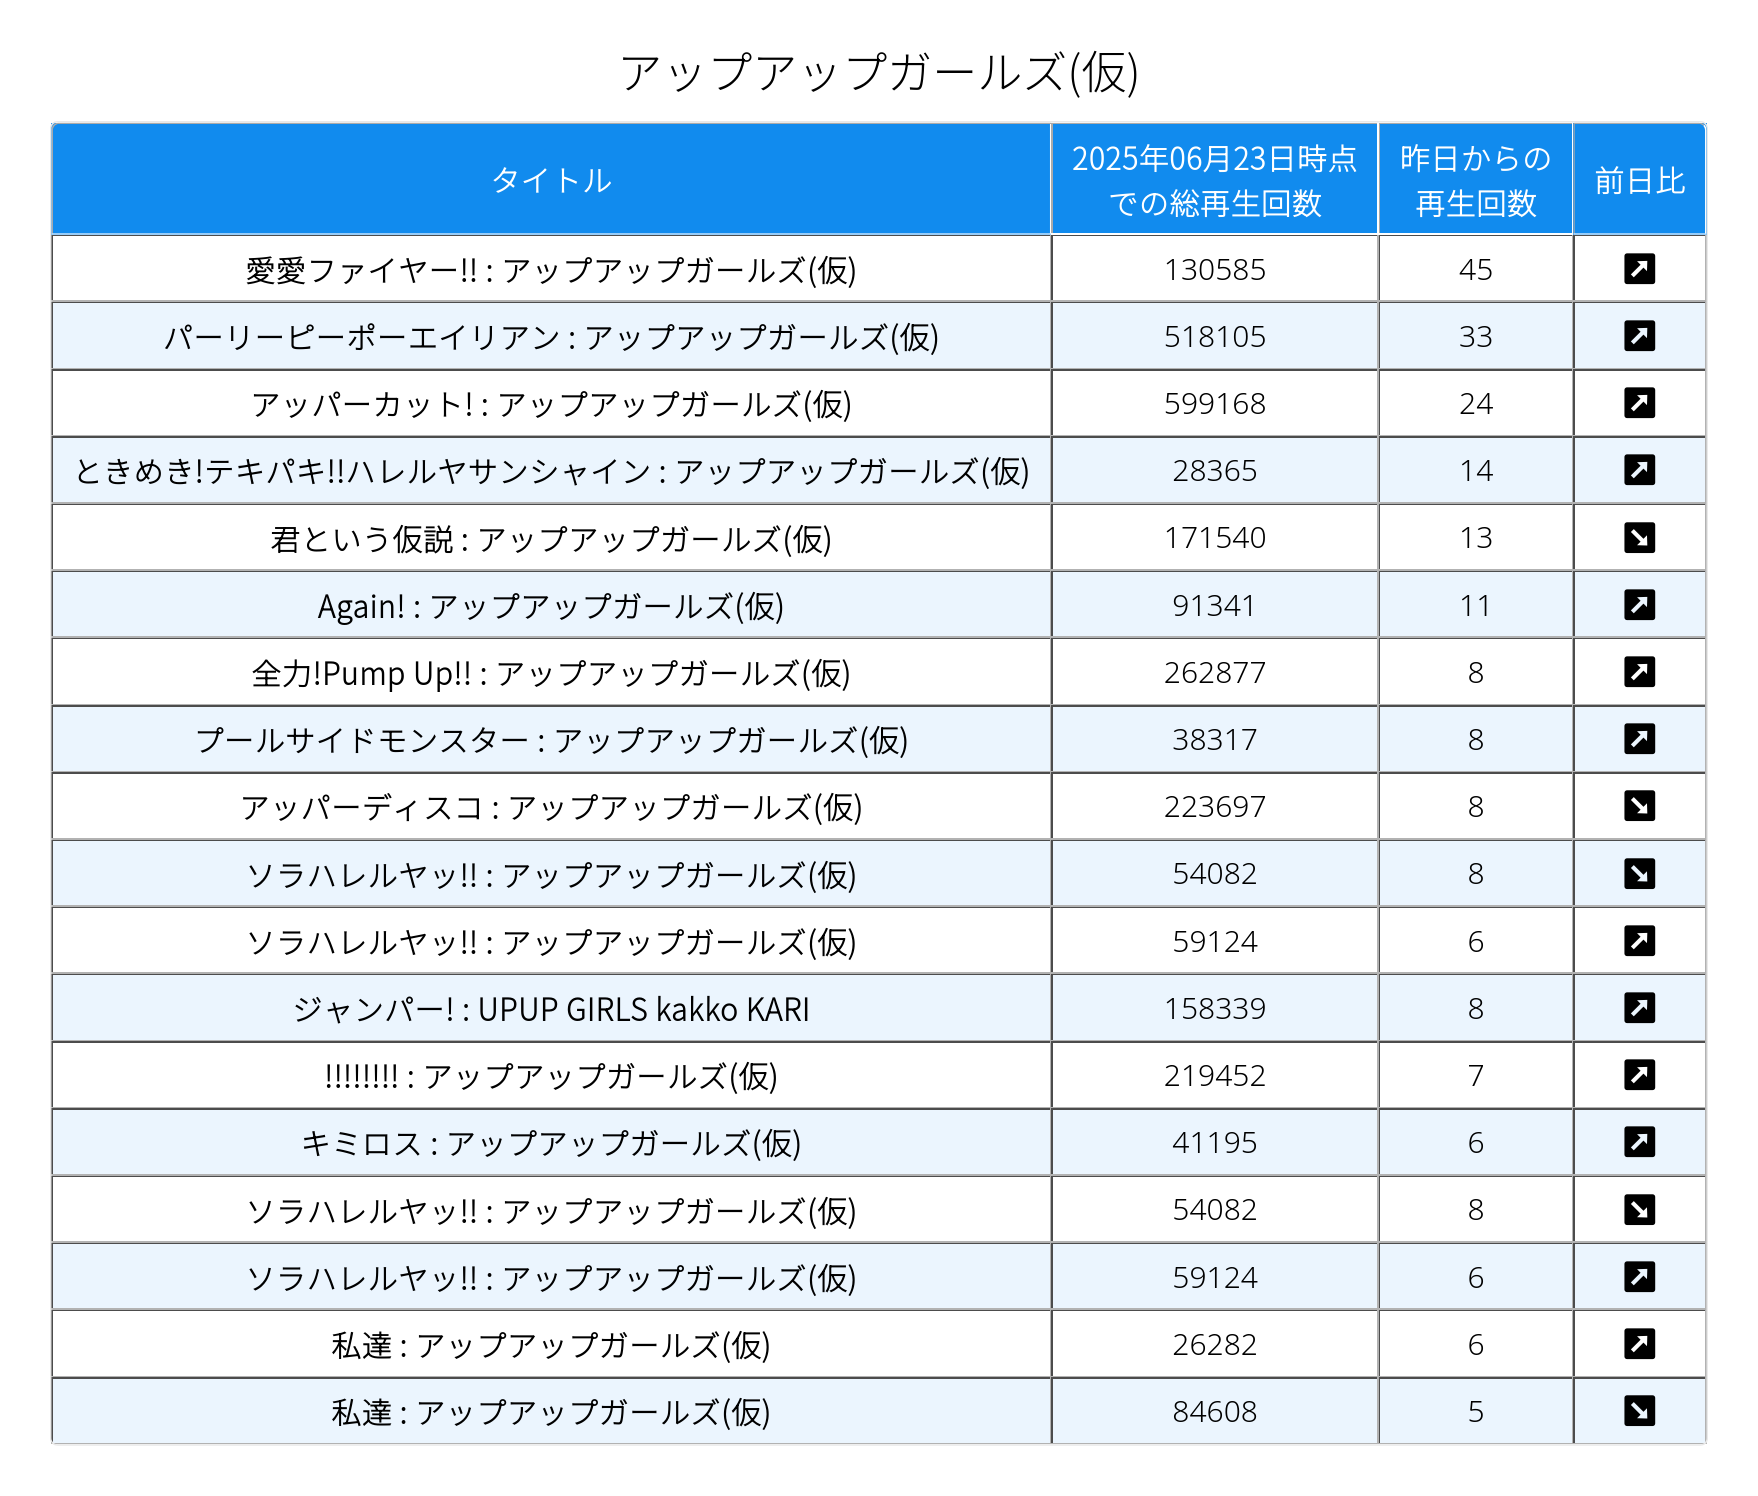 アップアップガールズ(仮)
タイトル 2025年06月23日時点での総再生回数 昨日からの再生回数 前日比
愛愛ファイヤー!! : アップアップガールズ(仮) 130585 45 ↗
パーリーピーポーエイリアン : アップアップガールズ(仮) 518105 33 ↗
アッパーカット! : アップアップガールズ(仮) 599168 24 ↗
ときめき!テキパキ!!ハレルヤサンシャイン : アップアップガールズ(仮) 28365 14 ↗
君という仮説 : アップアップガールズ(仮) 171540 13 ↘
Again! : アップアップガールズ(仮) 91341 11 ↗
全力!Pump Up!! : アップアップガールズ(仮) 262877 8 ↗
プールサイドモンスター : アップアップガールズ(仮) 38317 8 ↗
アッパーディスコ : アップアップガールズ(仮) 223697 8 ↘
ソラハレルヤッ!! : アップアップガールズ(仮) 54082 8 ↘
ソラハレルヤッ!! : アップアップガールズ(仮) 59124 6 ↗
ジャンパー! : UPUP GIRLS kakko KARI 158339 8 ↗
!!!!!!!! : アップアップガールズ(仮) 219452 7 ↗
キミロス : アップアップガールズ(仮) 41195 6 ↗
ソラハレルヤッ!! : アップアップガールズ(仮) 54082 8 ↘
ソラハレルヤッ!! : アップアップガールズ(仮) 59124 6 ↗
私達 : アップアップガールズ(仮) 26282 6 ↗
私達 : アップアップガールズ(仮) 84608 5 ↘